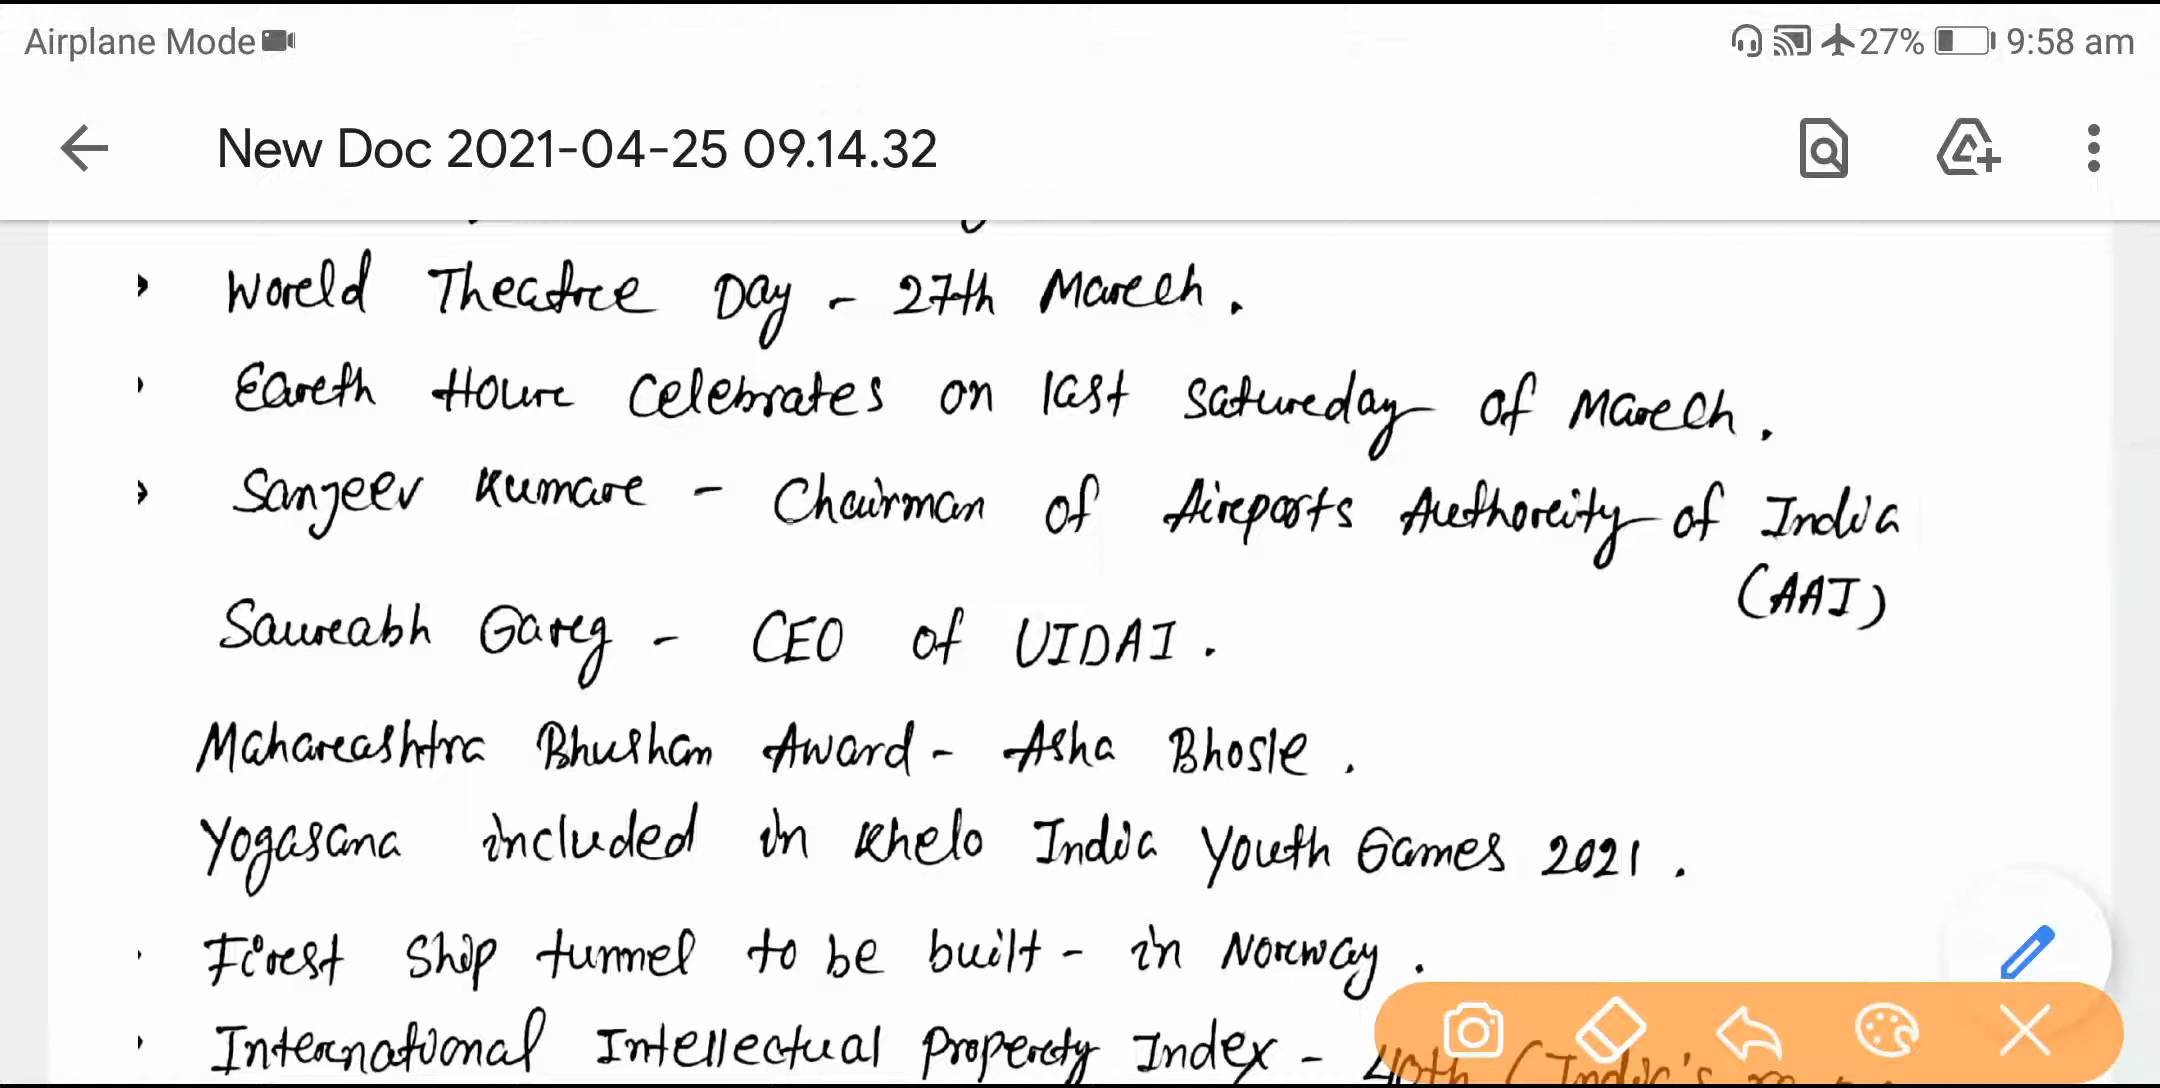 Airplane Mode 27% 9:58 am
New Doc 2021-04-25 09.14.32
World Theatre Day - 27th March.
Earth Hour celebrates on last saturday of March.
Sanjeev Kumar - Chairman of Airports Authority of India
(AAI)
Saurabh Garg - CEO of UIDAI.
Maharashtra Bhushan Award - Asha Bhosle.
Yogasana included in Khelo India Youth Games 2021.
First ship tunnel to be built - in Norway.
International Intellectual Property Index - 40th (India's